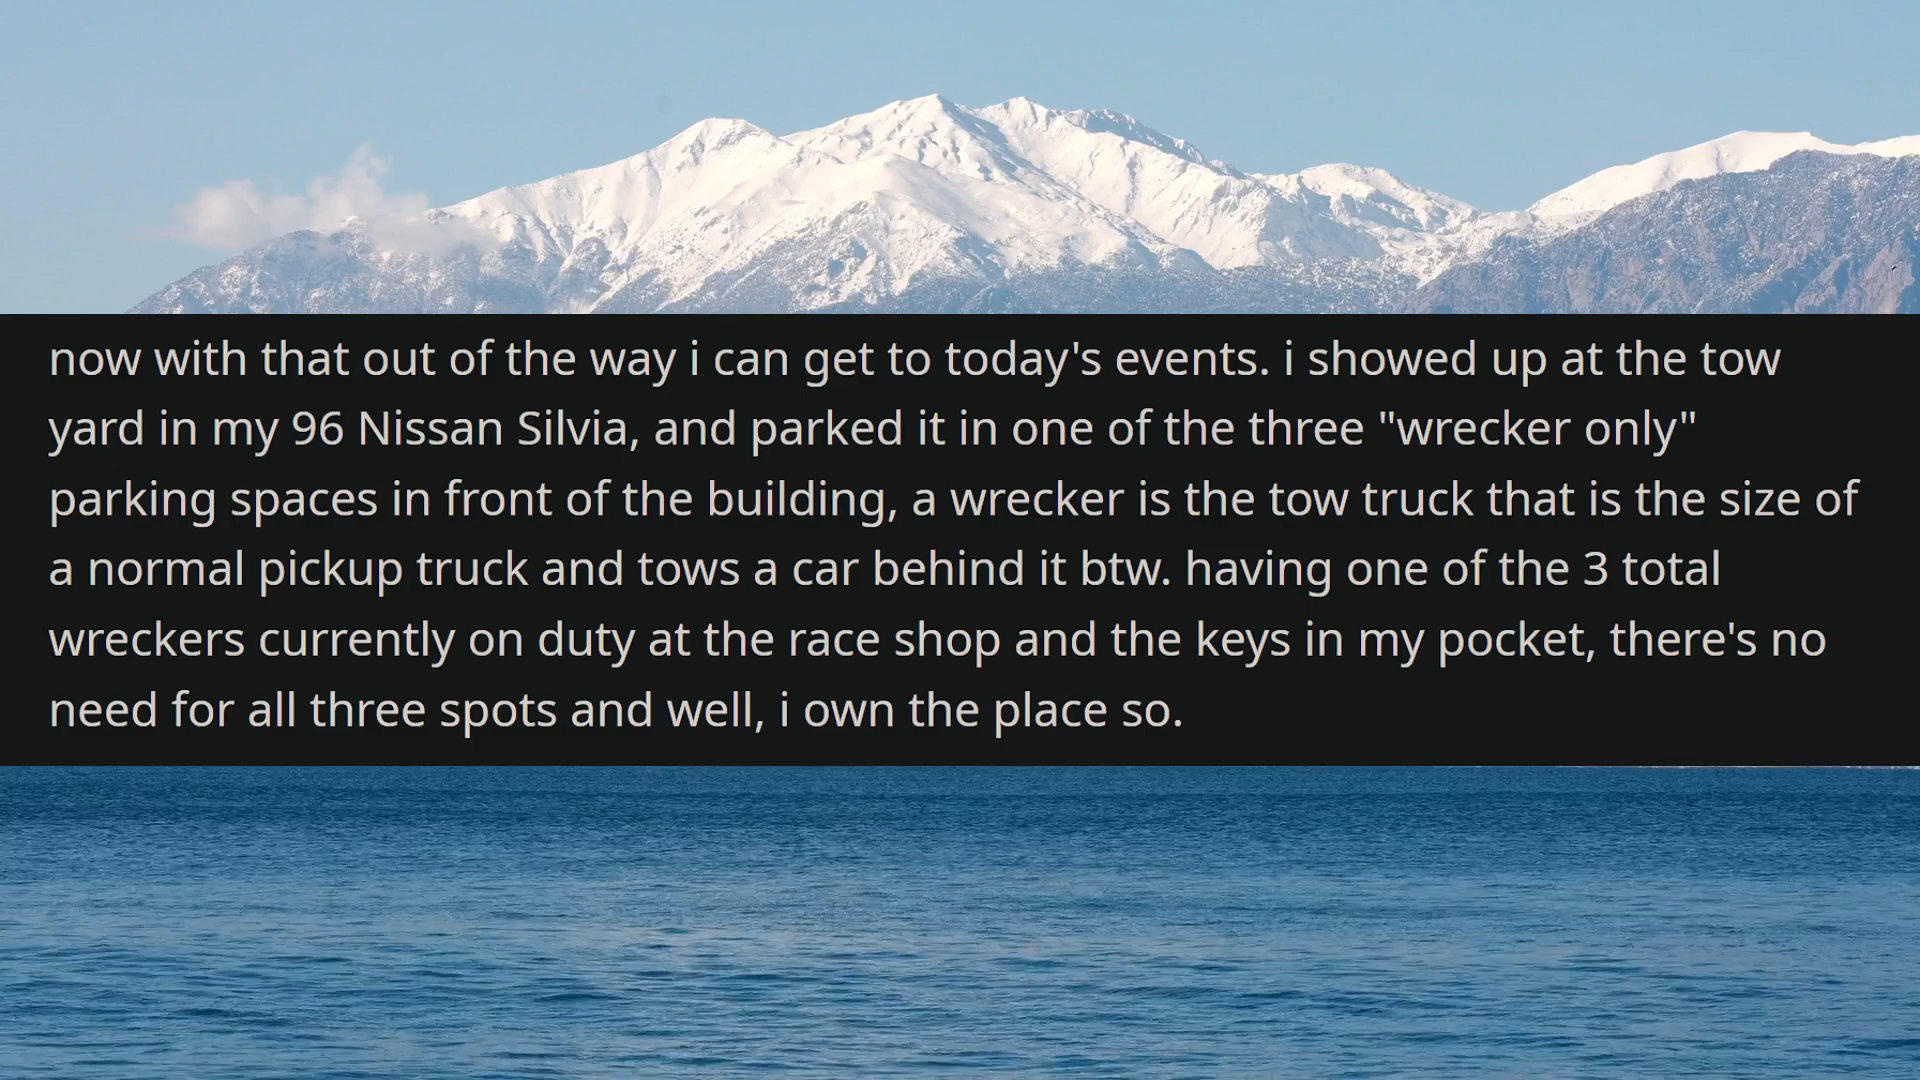 now with that out of the way i can get to today's events. i showed up at the tow
yard in my 96 Nissan Silvia, and parked it in one of the three "wrecker only"
parking spaces in front of the building, a wrecker is the tow truck that is the size of
a normal pickup truck and tows a car behind it btw. having one of the 3 total
wreckers currently on duty at the race shop and the keys in my pocket, there's no
need for all three spots and well, i own the place so.